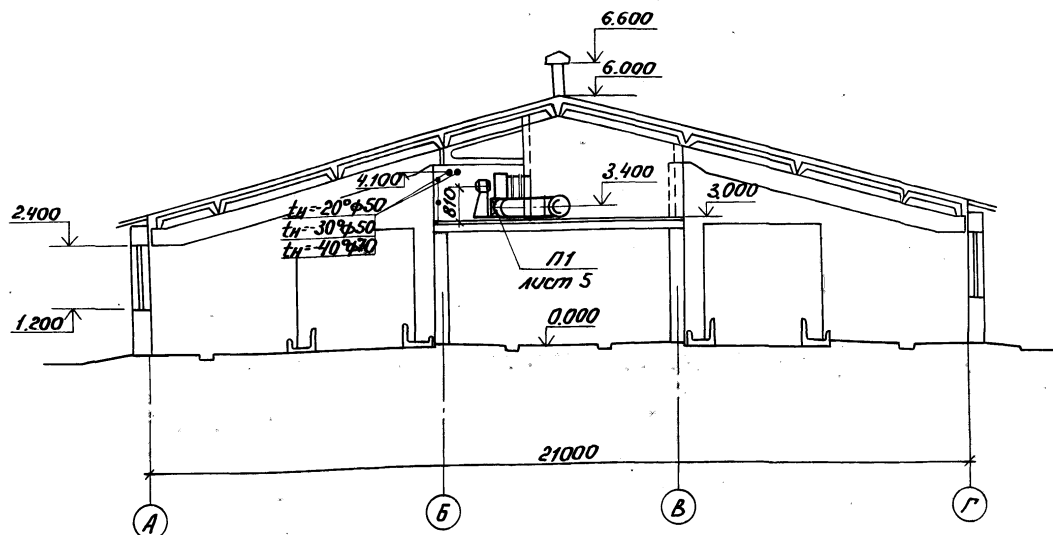 6.600
6.000
4.100
810
3.400
3.000
2.400
tн=-20° ф50
tн=-30° ф50
tн=-40° ф70
П1
лист 5
1.200
0.000
21000
А
Б
В
Г